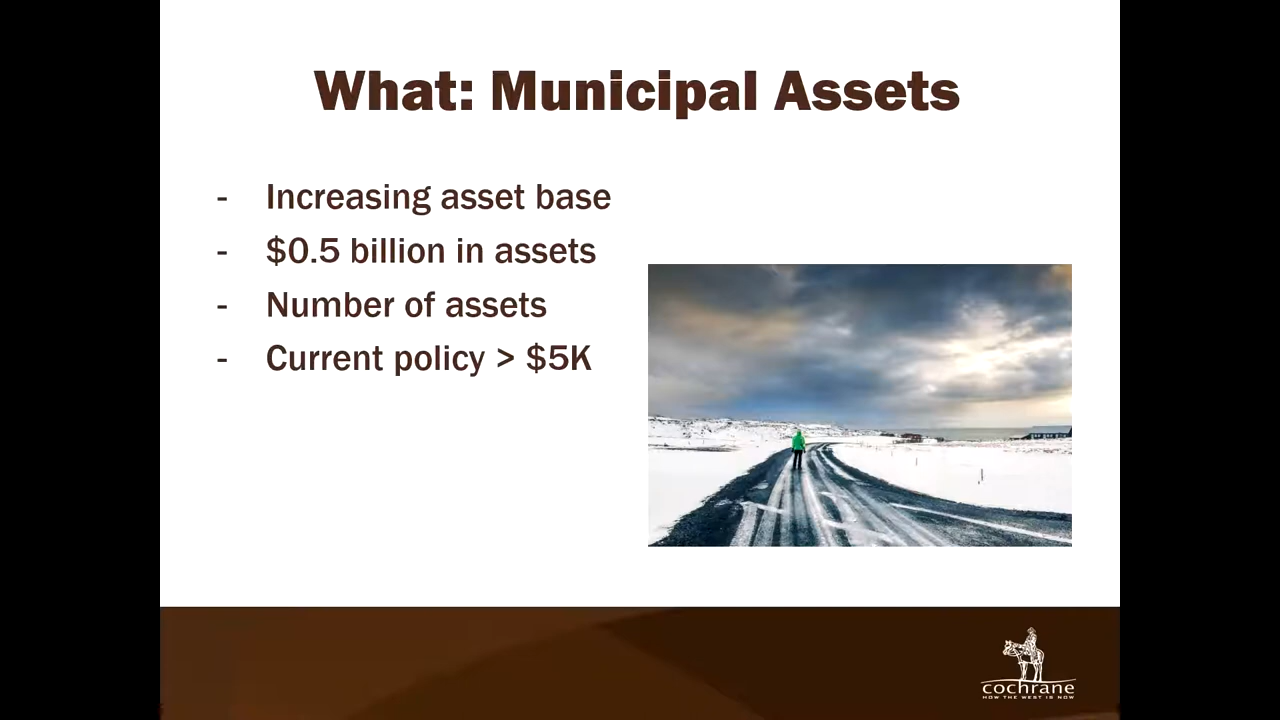 What: Municipal Assets
- Increasing asset base
- $0.5 billion in assets
- Number of assets
- Current policy > $5K
cochrane
HOW THE WEST IS NOW